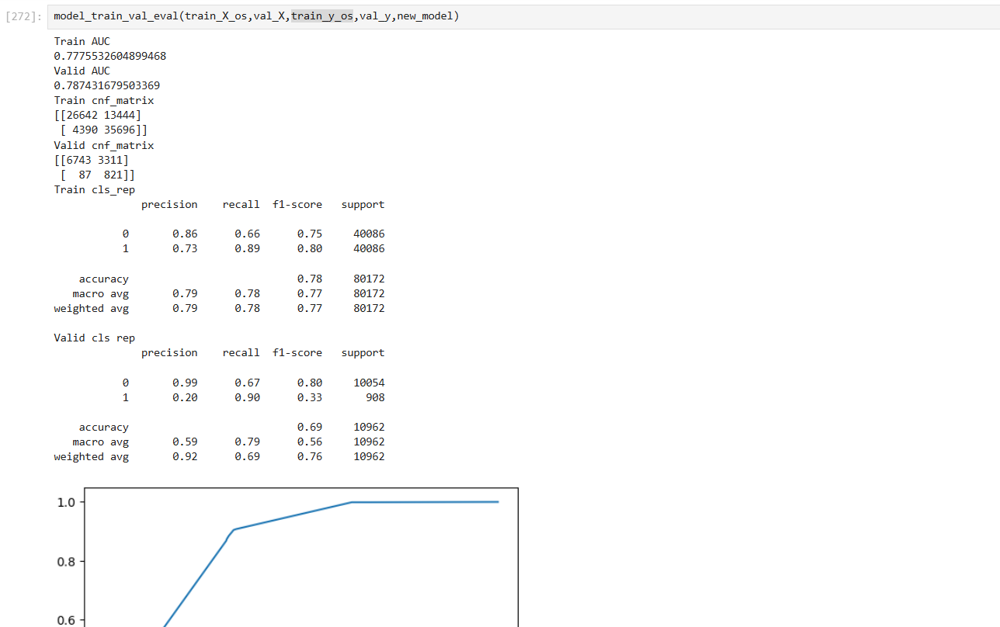 [272]: model_train_val_eval(train_X_os,val_X,train_y_os,val_y,new_model)
Train AUC
0.7775532604899468
Valid AUC
0.787431679503369
Train cnf_matrix
[[26642 13444]
[ 4390 35696]]
Valid cnf_matrix
[[6743 3311]
[ 87 821]]
Train cls_rep
precision recall f1-score support
0 0.86 0.66 0.75 40086
1 0.73 0.89 0.80 40086
accuracy 0.78 80172
macro avg 0.79 0.78 0.77 80172
weighted avg 0.79 0.78 0.77 80172
Valid cls rep
precision recall f1-score support
0 0.99 0.67 0.80 10054
1 0.20 0.90 0.33 908
accuracy 0.69 10962
macro avg 0.59 0.79 0.56 10962
weighted avg 0.92 0.69 0.76 10962
1.0
0.8
0.6